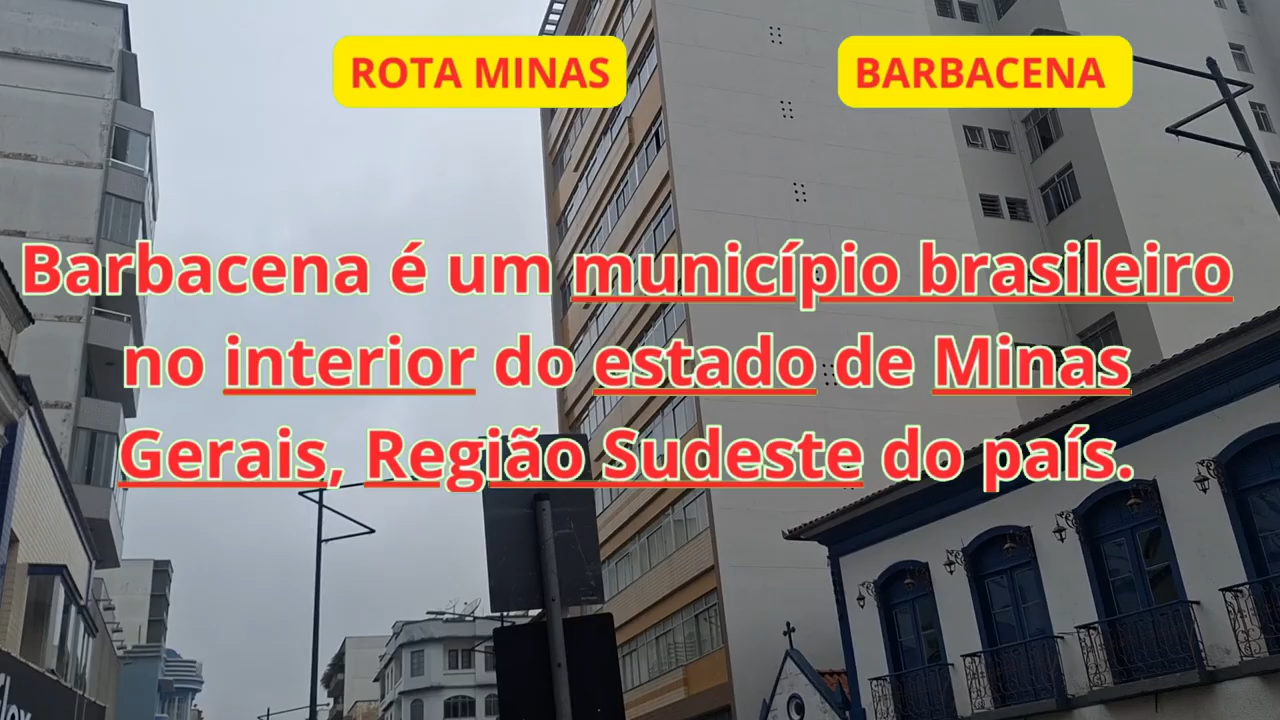 ROTA MINAS
BARBACENA
Barbacena é um município brasileiro
no interior do estado de Minas
Gerais, Região Sudeste do país.